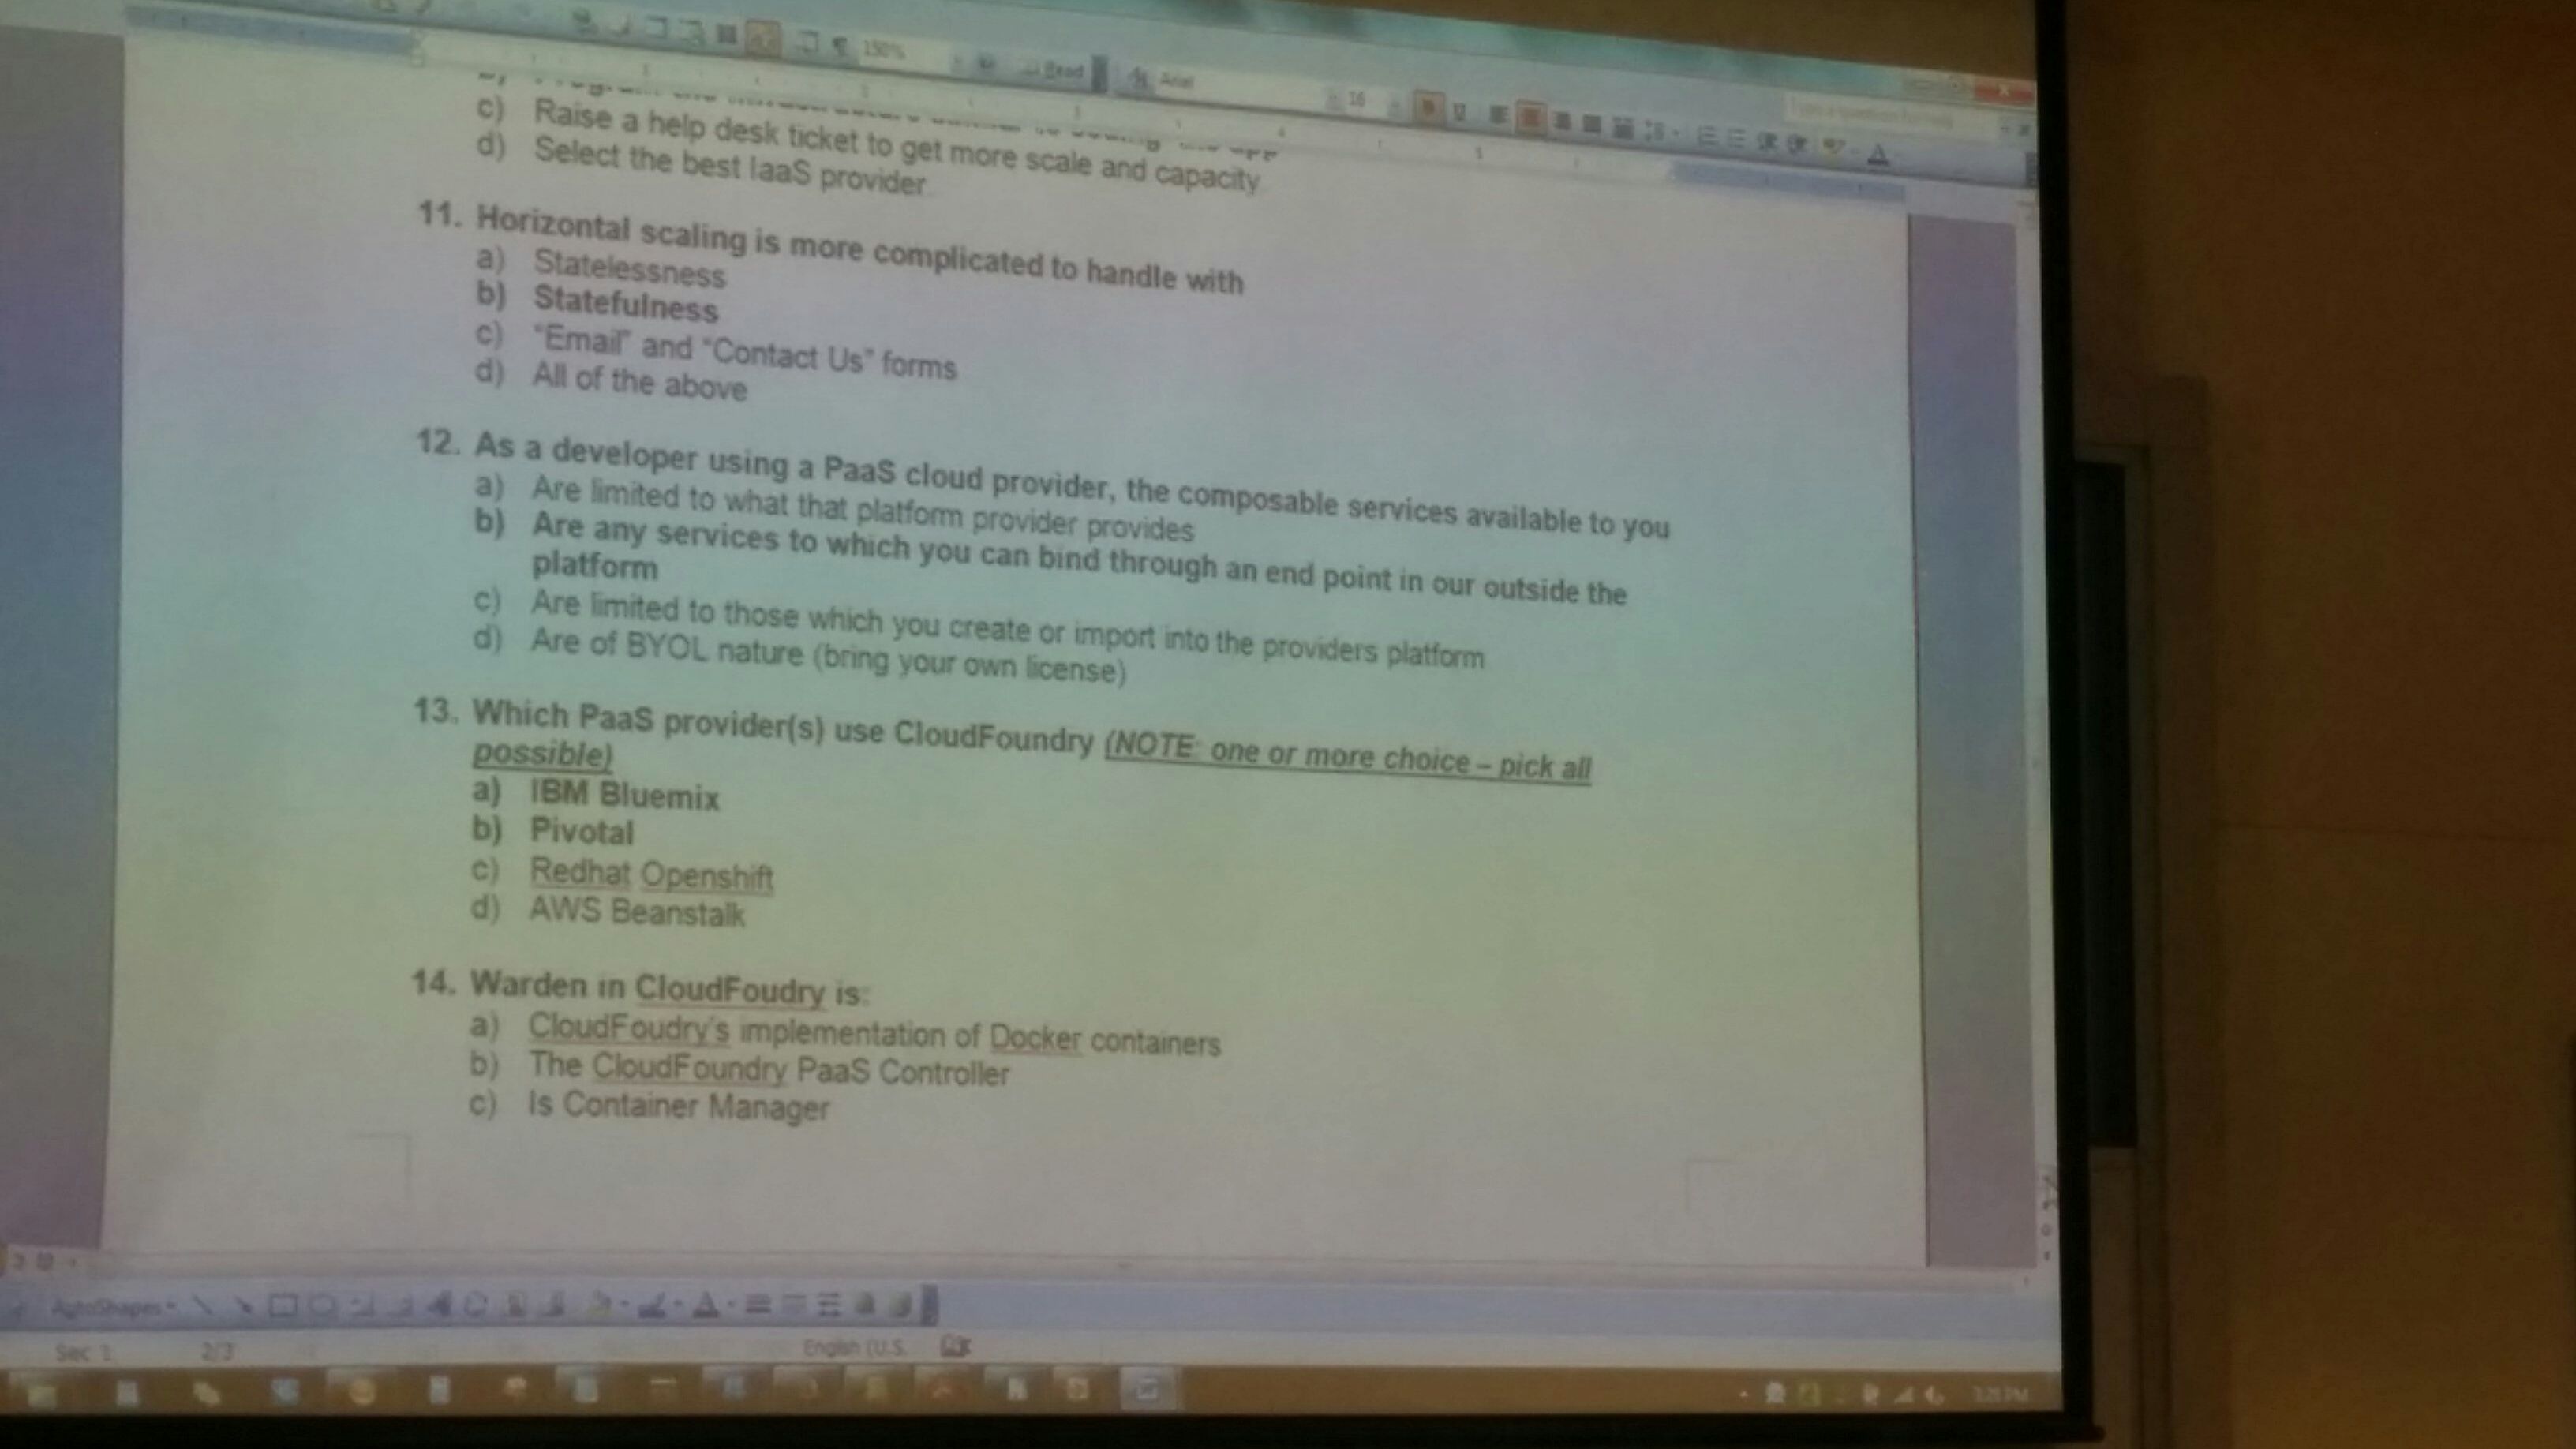 150%
Read
Arial
16
c) Raise a help desk ticket to get more scale and capacity
d) Select the best IaaS provider
11. Horizontal scaling is more complicated to handle with
a) Statelessness
b) Statefulness
c) "Email" and "Contact Us" forms
d) All of the above
12. As a developer using a PaaS cloud provider, the composable services available to you
a) Are limited to what that platform provider provides
b) Are any services to which you can bind through an end point in our outside the
platform
c) Are limited to those which you create or import into the providers platform
d) Are of BYOL nature (bring your own license)
13. Which PaaS provider(s) use CloudFoundry (NOTE: one or more choice – pick all
possible)
a) IBM Bluemix
b) Pivotal
c) Redhat Openshift
d) AWS Beanstalk
14. Warden in CloudFoudry is:
a) CloudFoudry's implementation of Docker containers
b) The CloudFoundry PaaS Controller
c) Is Container Manager
AutoShapes
Sec 1 2/3 English (U.S.